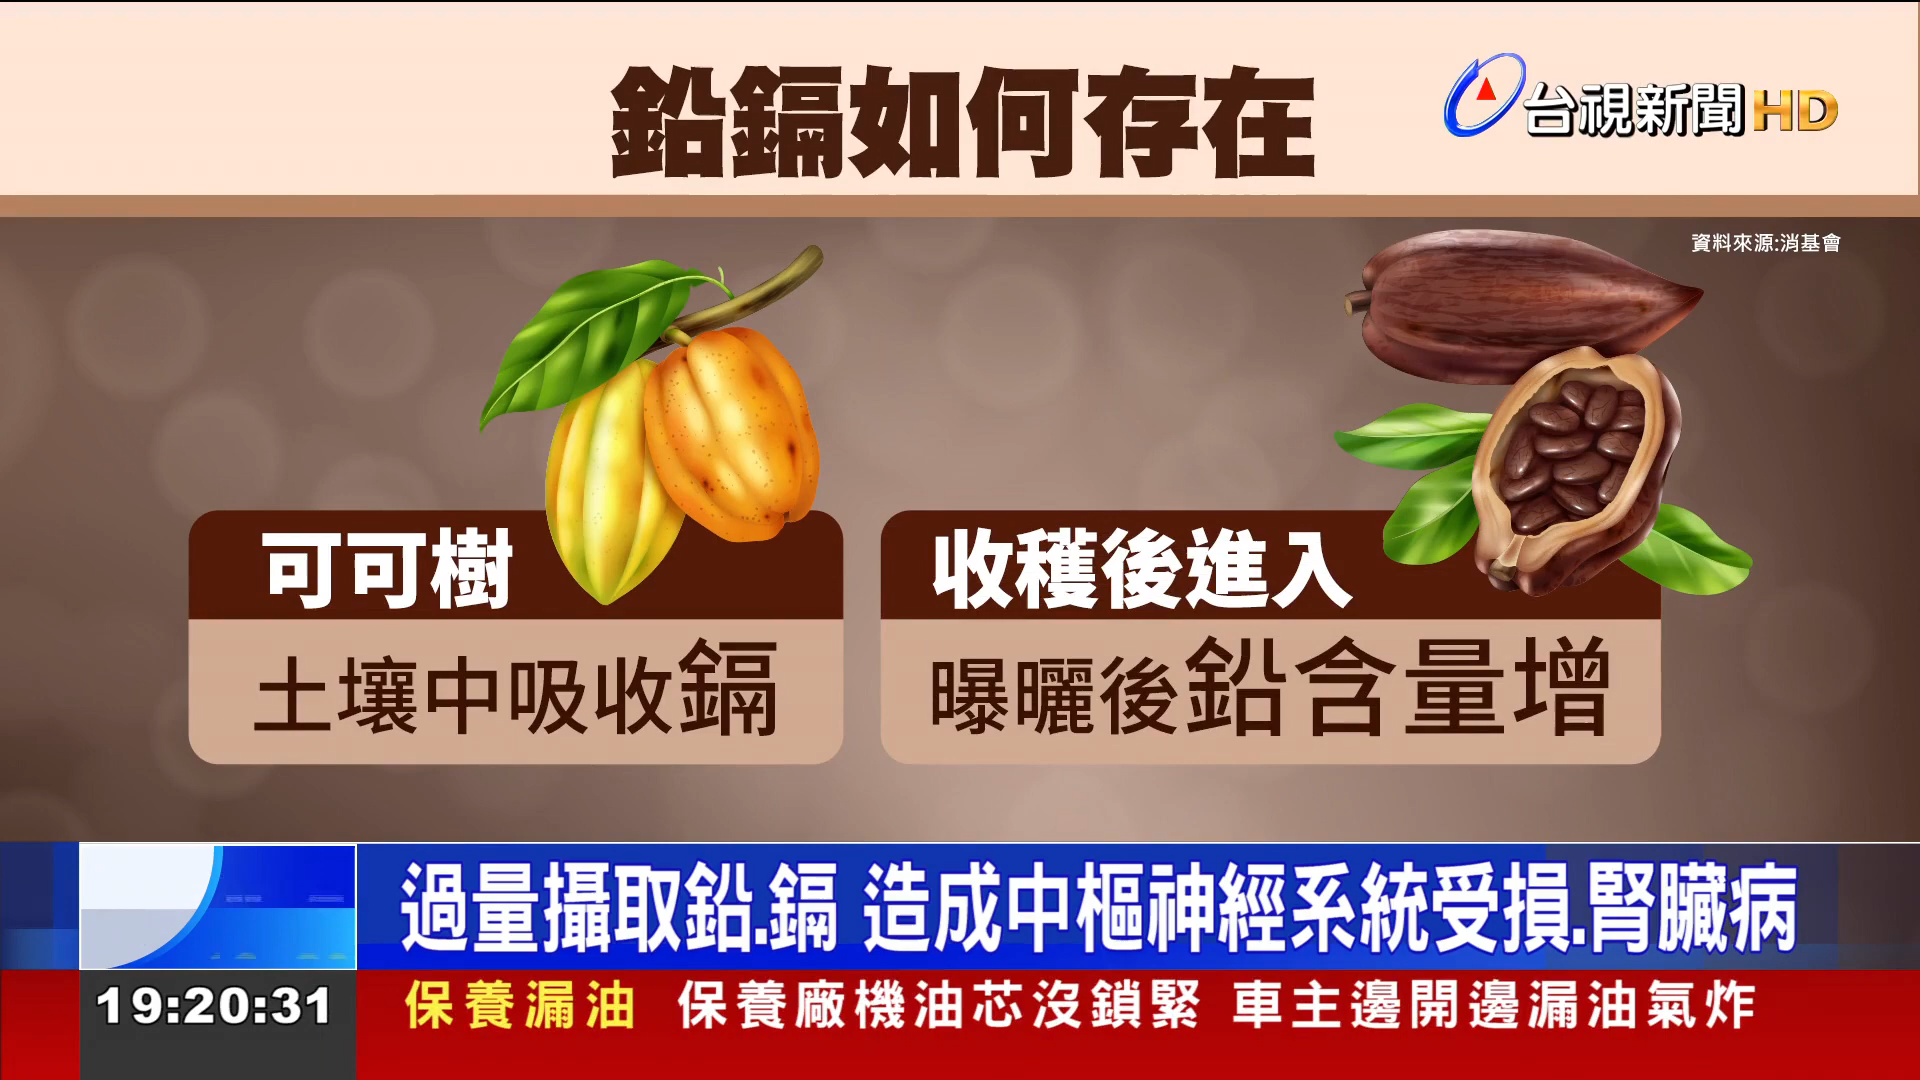 鉛鎘如何存在
台視新聞HD
資料來源:消基會
可可樹
土壤中吸收鎘
收穫後進入
曝曬後鉛含量增
過量攝取鉛.鎘 造成中樞神經系統受損.腎臟病
19:20:31
保養漏油 保養廠機油芯沒鎖緊 車主邊開邊漏油氣炸